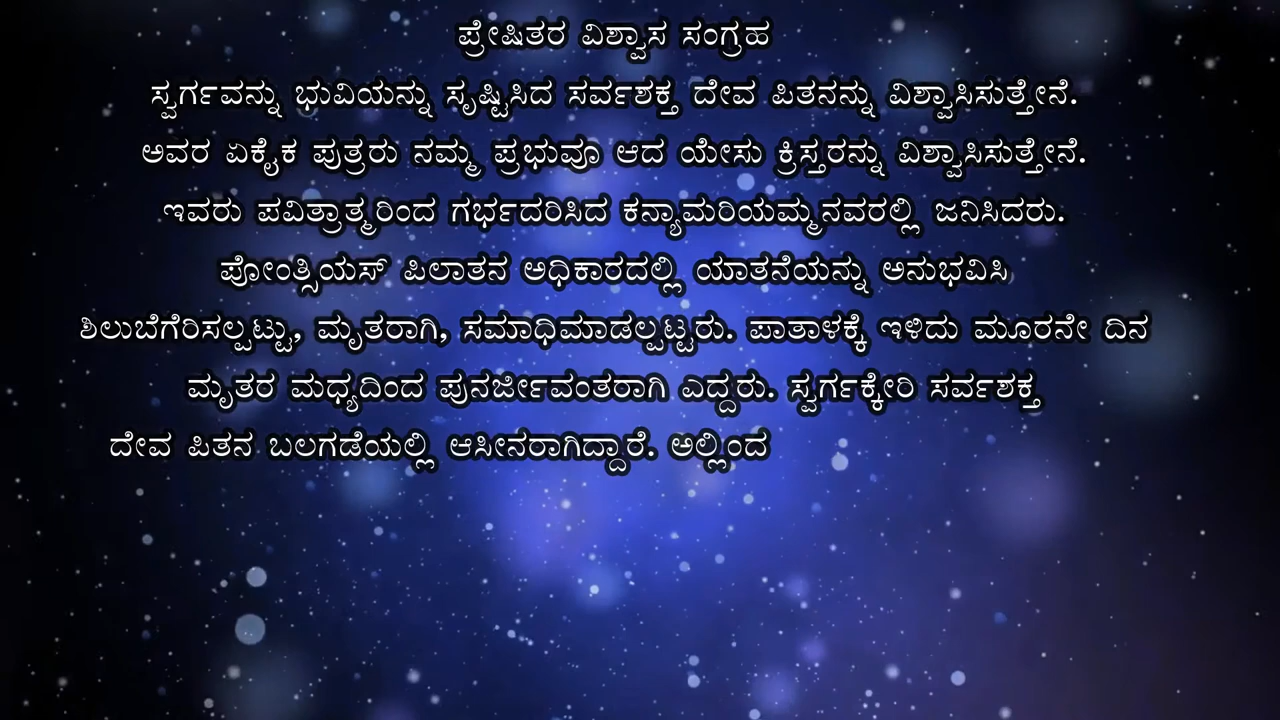 ಪ್ರೇಷಿತರ ವಿಶ್ವಾಸ ಸಂಗ್ರಹ
ಸ್ವರ್ಗವನ್ನು ಭುವಿಯನ್ನು ಸೃಷ್ಟಿಸಿದ ಸರ್ವಶಕ್ತ ದೇವ ಪಿತನನ್ನು ವಿಶ್ವಾಸಿಸುತ್ತೇನೆ.
ಅವರ ಏಕೈಕ ಪುತ್ರರು ನಮ್ಮ ಪ್ರಭುವೂ ಆದ ಯೇಸು ಕ್ರಿಸ್ತರನ್ನು ವಿಶ್ವಾಸಿಸುತ್ತೇನೆ.
ಇವರು ಪವಿತ್ರಾತ್ಮರಿಂದ ಗರ್ಭದರಿಸಿದ ಕನ್ಯಾಮರಿಯಮ್ಮನವರಲ್ಲಿ ಜನಿಸಿದರು.
ಪೋಂತ್ಸಿಯಸ್ ಪಿಲಾತನ ಅಧಿಕಾರದಲ್ಲಿ ಯಾತನೆಯನ್ನು ಅನುಭವಿಸಿ
ಶಿಲುಬೆಗೆರಿಸಲ್ಪಟ್ಟು, ಮೃತರಾಗಿ, ಸಮಾಧಿಮಾಡಲ್ಪಟ್ಟರು. ಪಾತಾಳಕ್ಕೆ ಇಳಿದು ಮೂರನೇ ದಿನ
ಮೃತರ ಮಧ್ಯದಿಂದ ಪುನರ್ಜೀವಂತರಾಗಿ ಎದ್ದರು. ಸ್ವರ್ಗಕ್ಕೇರಿ ಸರ್ವಶಕ್ತ
ದೇವ ಪಿತನ ಬಲಗಡೆಯಲ್ಲಿ ಆಸೀನರಾಗಿದ್ದಾರೆ. ಅಲ್ಲಿಂದ